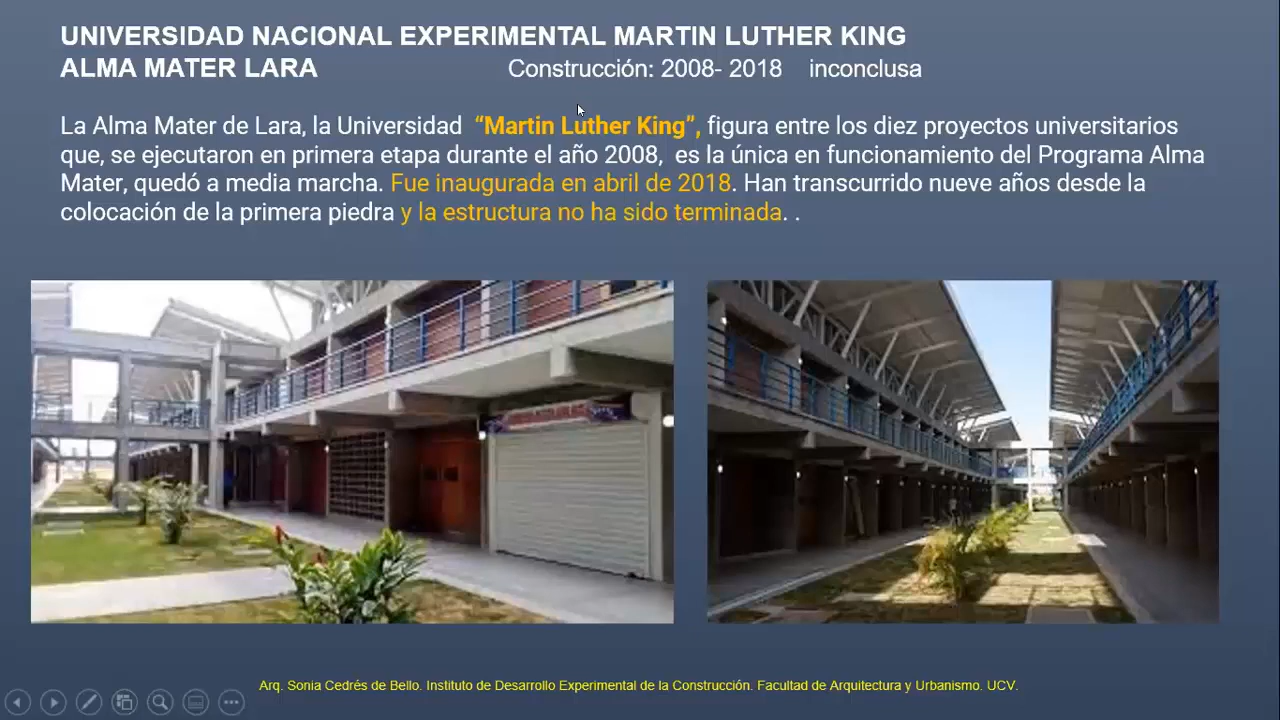 UNIVERSIDAD NACIONAL EXPERIMENTAL MARTIN LUTHER KING
ALMA MATER LARA Construcción: 2008- 2018 inconclusa
La Alma Mater de Lara, la Universidad “Martin Luther King”, figura entre los diez proyectos universitarios
que, se ejecutaron en primera etapa durante el año 2008, es la única en funcionamiento del Programa Alma
Mater, quedó a media marcha. Fue inaugurada en abril de 2018. Han transcurrido nueve años desde la
colocación de la primera piedra y la estructura no ha sido terminada. .
Arq. Sonia Cedrés de Bello. Instituto de Desarrollo Experimental de la Construcción. Facultad de Arquitectura y Urbanismo. UCV.